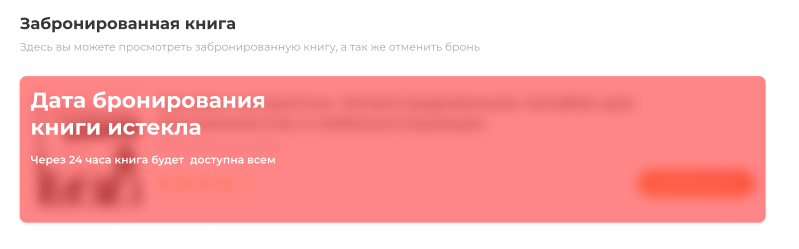 Забронированная книга
Здесь вы можете просмотреть забронированную книгу, а так же отменить бронь
Дата бронирования
книги истекла
Через 24 часа книга будет доступна всем